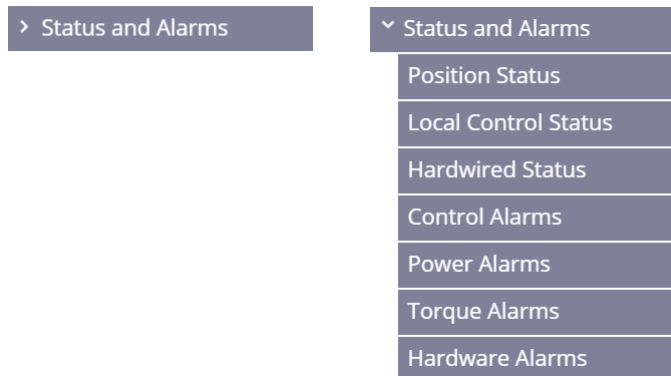 Status and Alarms
Status and Alarms
Position Status
Local Control Status
Hardwired Status
Control Alarms
Power Alarms
Torque Alarms
Hardware Alarms